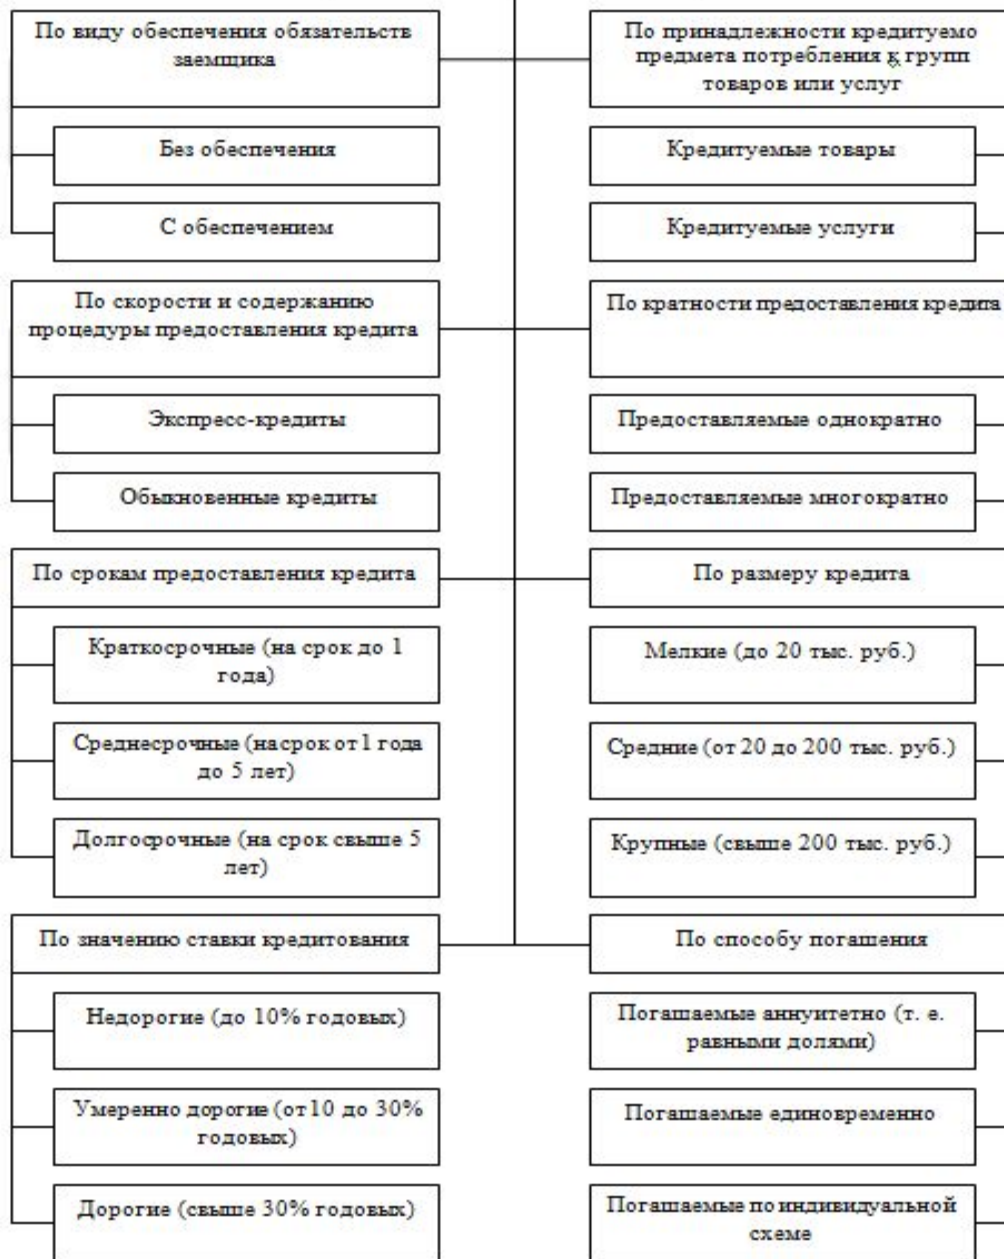 По виду обеспечения обязательств
заемщика
Без обеспечения
С обеспечением
По скорости и содержанию
процедуры предоставления кредита
Экспресс-кредиты
Обыкновенные кредиты
По срокам предоставления кредита
Краткосрочные (на срок до 1
года)
Среднесрочные (на срок от 1 года
до 5 лет)
Долгосрочные (на срок свыше 5
лет)
По значению ставки кредитования
Недорогие (до 10% годовых)
Умеренно дорогие (от 10 до 30%
годовых)
Дорогие (свыше 30% годовых)
По принадлежности кредитуемо
предмета потребления к групп
товаров или услуг
Кредитуемые товары
Кредитуемые услуги
По кратности предоставления кредита
Предоставляемые однократно
Предоставляемые многократно
По размеру кредита
Мелкие (до 20 тыс. руб.)
Средние (от 20 до 200 тыс. руб.)
Крупные (свыше 200 тыс. руб.)
По способу погашения
Погашаемые аннуитетно (т. е.
равными долями)
Погашаемые единовременно
Погашаемые по индивидуальной
схеме